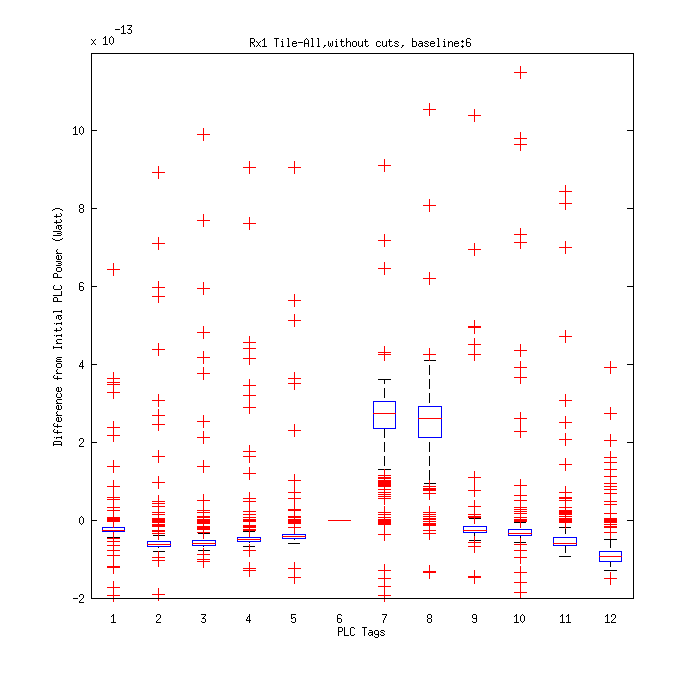 x 10^-13
Rx1 Tile-All,without cuts, baseline:6
Difference from Initial PLC Power (Watt)
10
8
6
4
2
0
-2
1 2 3 4 5 6 7 8 9 10 11 12
PLC Tags